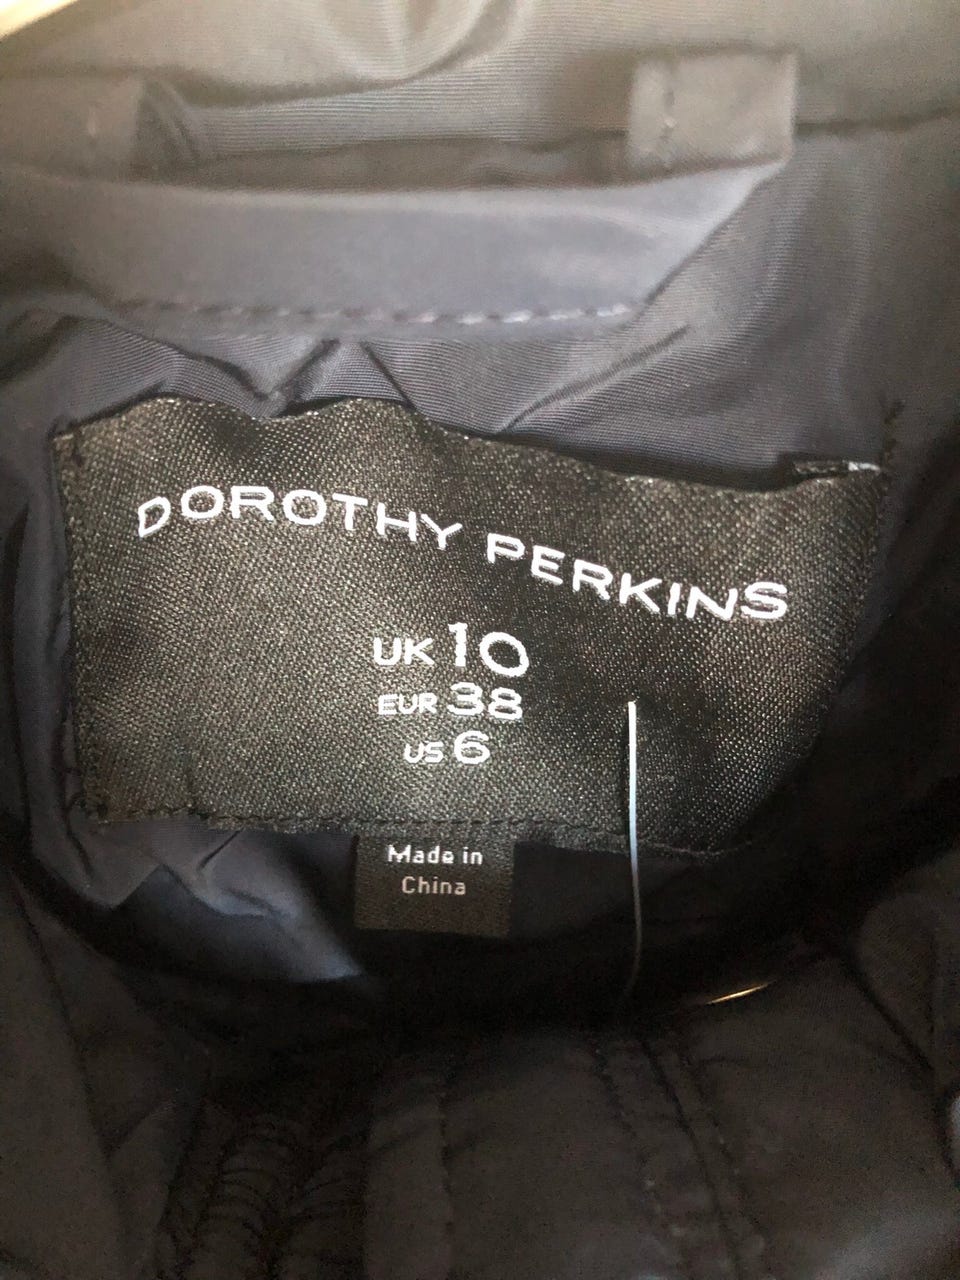 DOROTHY PERKINS
UK 10
EUR 38
US 6
Made in
China